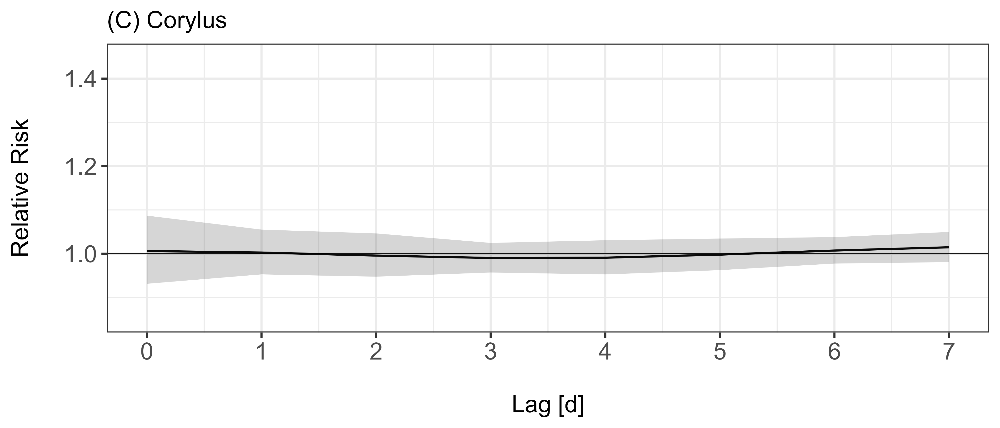 (C) Corylus
Relative Risk
1.4
1.2
1.0
0 1 2 3 4 5 6 7
Lag [d]